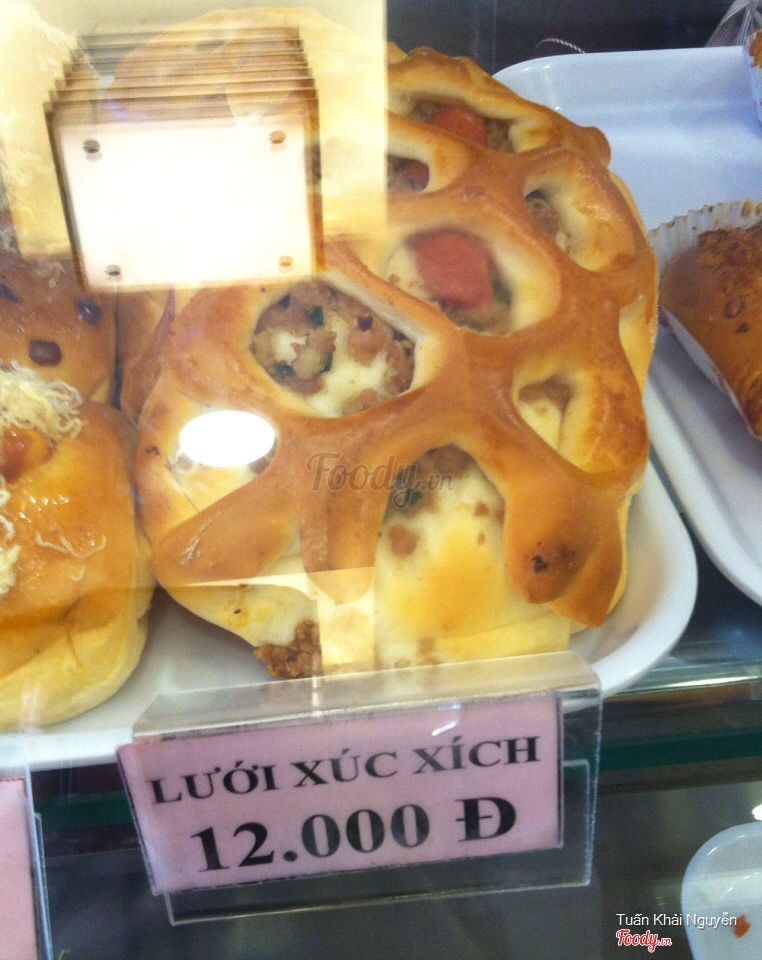 Foody.vn
LƯỚI XÚC XÍCH
12.000 Đ
Tuấn Khải Nguyễn
Foody.vn